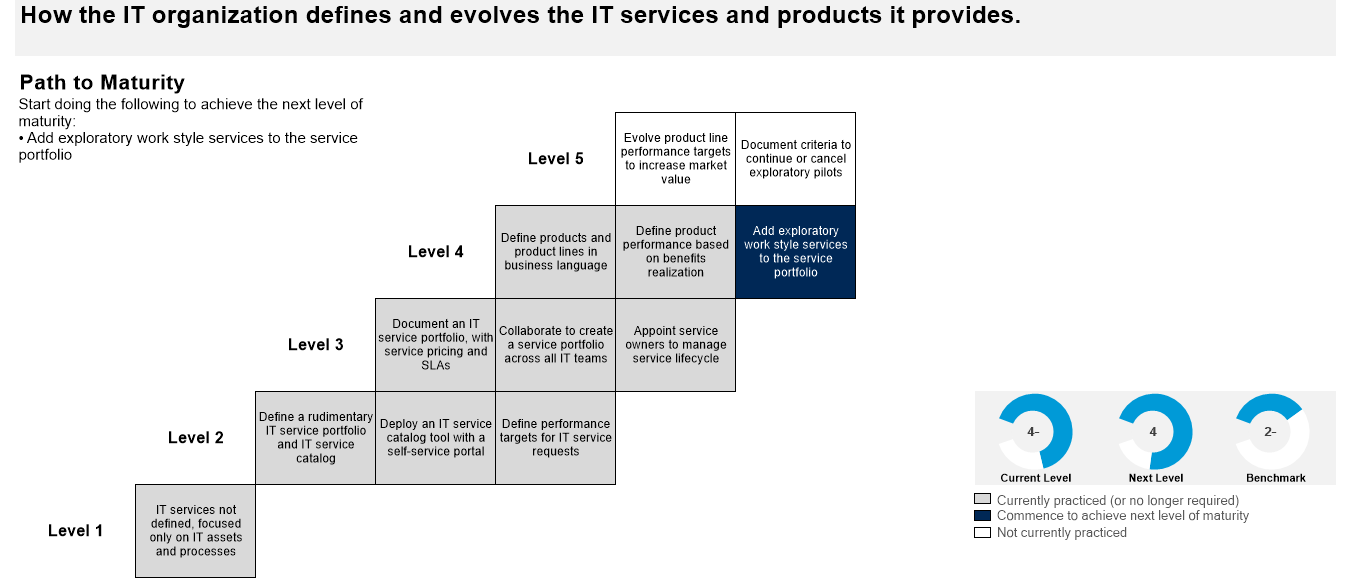 How the IT organization defines and evolves the IT services and products it provides.
Path to Maturity
Start doing the following to achieve the next level of
maturity:
• Add exploratory work style services to the service
portfolio
Level 5
Evolve product line
performance targets
to increase market
value
Document criteria to
continue or cancel
exploratory pilots
Level 4
Define products and
product lines in
business language
Define product
performance based
on benefits
realization
Add exploratory
work style services
to the service
portfolio
Level 3
Document an IT
service portfolio, with
service pricing and
SLAs
Collaborate to create
a service portfolio
across all IT teams
Appoint service
owners to manage
service lifecycle
Level 2
Define a rudimentary
IT service portfolio
and IT service
catalog
Deploy an IT service
catalog tool with a
self-service portal
Define performance
targets for IT service
requests
Level 1
IT services not
defined, focused
only on IT assets
and processes
4-
Current Level
4
Next Level
2-
Benchmark
Currently practiced (or no longer required)
Commence to achieve next level of maturity
Not currently practiced